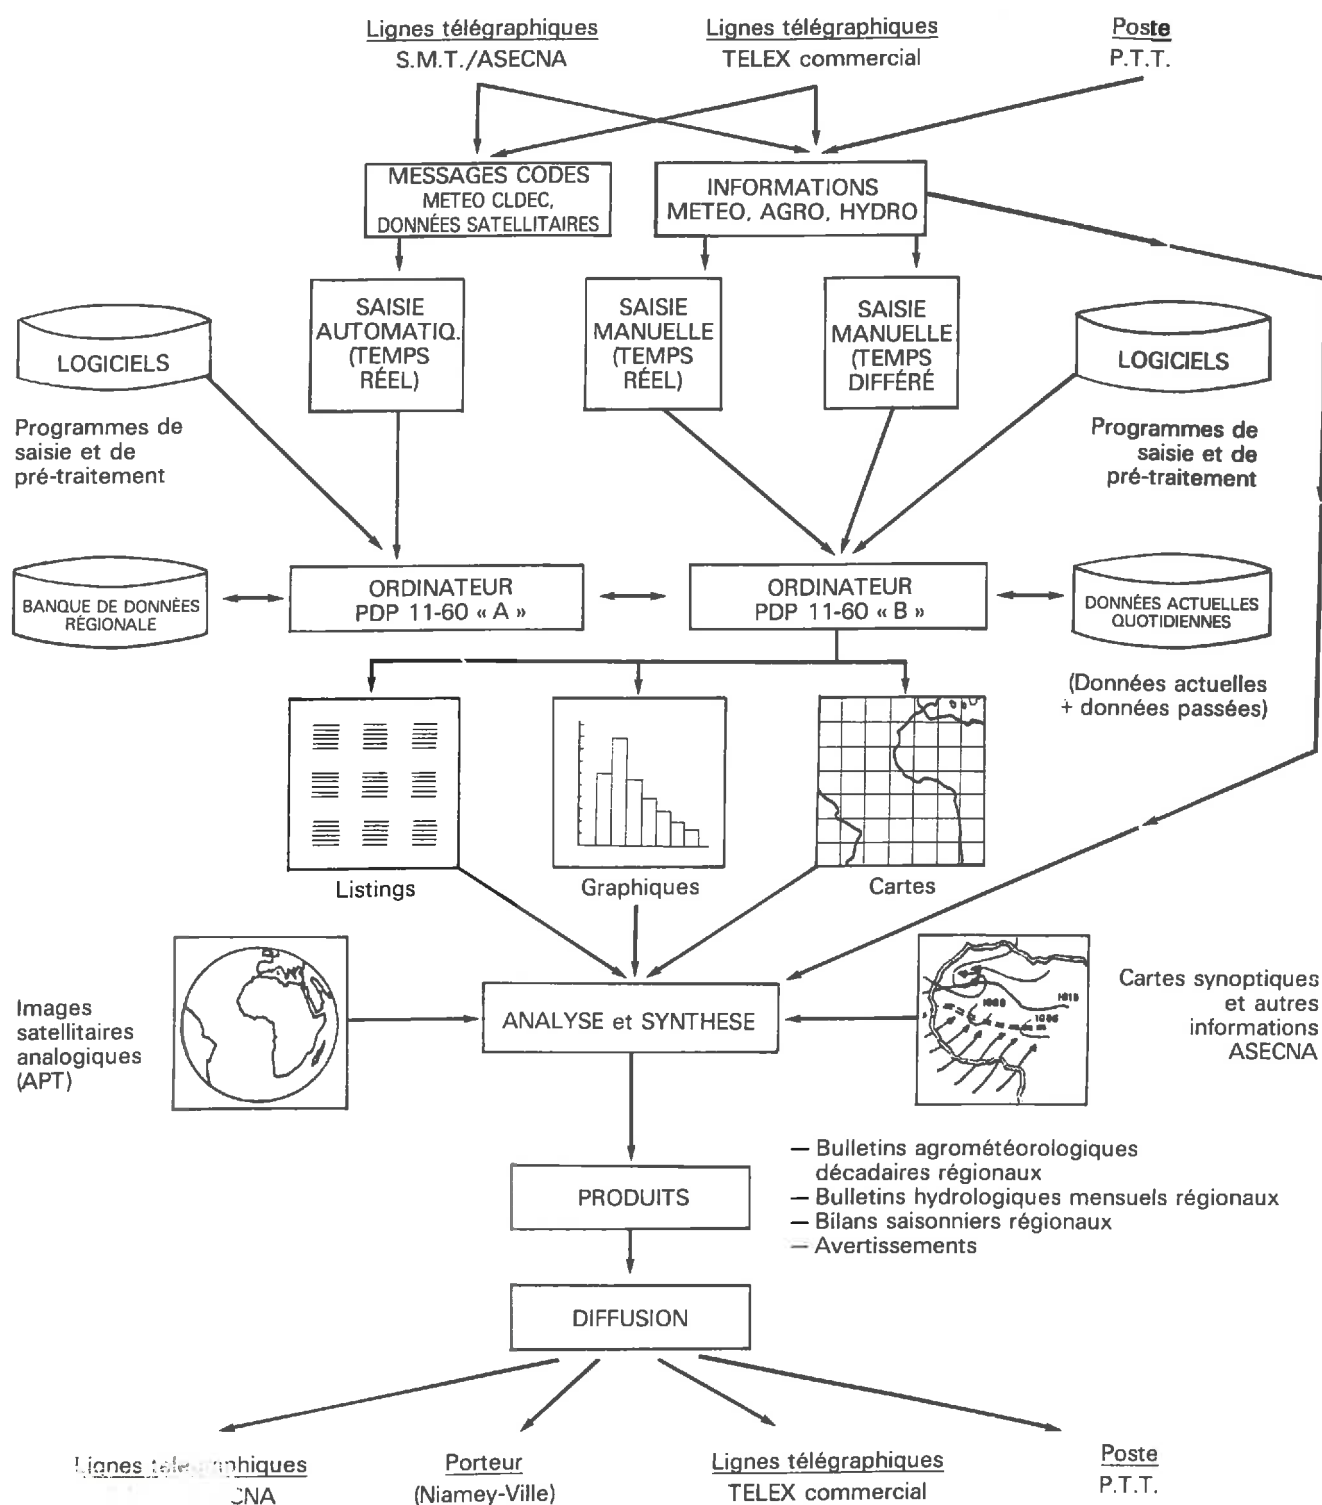 Lignes télégraphiques
S.M.T./ASECNA
Lignes télégraphiques
TELEX commercial
Poste
P.T.T.
MESSAGES CODES
METEO CLDEC,
DONNÉES SATELLITAIRES
INFORMATIONS
METEO, AGRO, HYDRO
SAISIE
AUTOMATIQ.
(TEMPS
RÉEL)
SAISIE
MANUELLE
(TEMPS
RÉEL)
SAISIE
MANUELLE
(TEMPS
DIFFÉRÉ
LOGICIELS
Programmes de
saisie et de
pré-traitement
LOGICIELS
Programmes de
saisie et de
pré-traitement
BANQUE DE DONNÉES
RÉGIONALE
ORDINATEUR
PDP 11-60 « A »
ORDINATEUR
PDP 11-60 « B »
DONNÉES ACTUELLES
QUOTIDIENNES
(Données actuelles
+ données passées)
Listings
Graphiques
Cartes
Images
satellitaires
analogiques
(APT)
ANALYSE et SYNTHESE
Cartes synoptiques
et autres
informations
ASECNA
PRODUITS
— Bulletins agrométéorologiques
décadaires régionaux
— Bulletins hydrologiques mensuels régionaux
— Bilans saisonniers régionaux
— Avertissements
DIFFUSION
Lignes télégraphiques
CNA
Porteur
(Niamey-Ville)
Lignes télégraphiques
TELEX commercial
Poste
P.T.T.